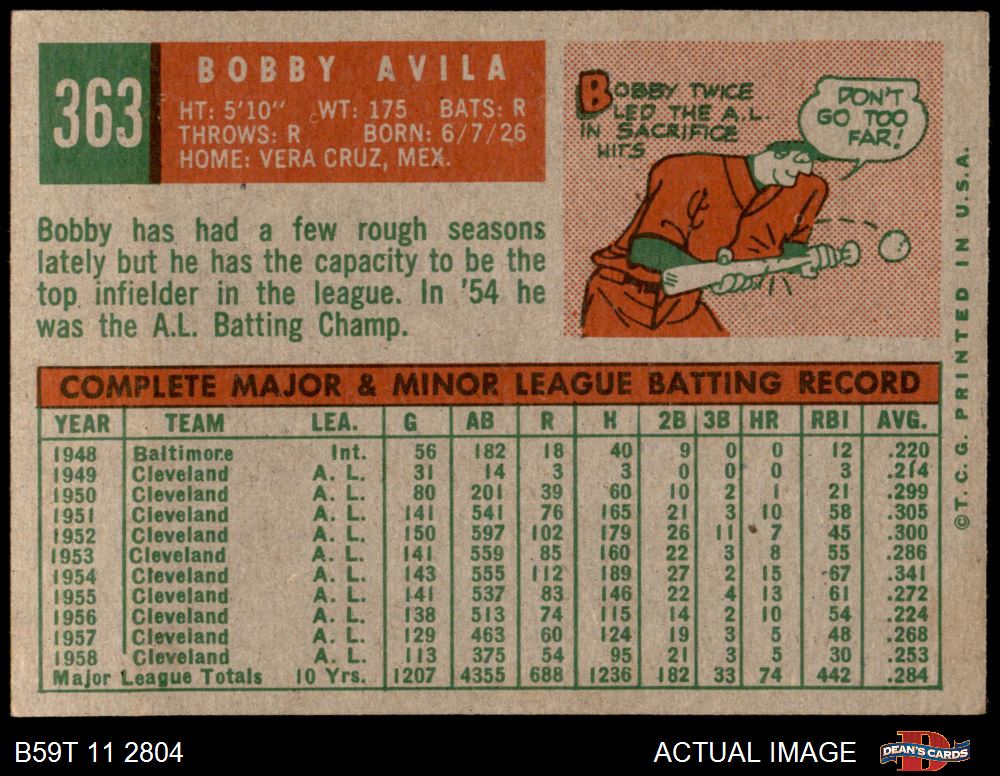 363
BOBBY AVILA
HT: 5'10" WT: 175 BATS: R
THROWS: R BORN: 6/7/26
HOME: VERA CRUZ, MEX.
BOBBY TWICE
LED THE A.L.
IN SACRIFICE
HITS
DON'T
GO TOO
FAR!
Bobby has had a few rough seasons
lately but he has the capacity to be the
top infielder in the league. In '54 he
was the A.L. Batting Champ.
COMPLETE MAJOR & MINOR LEAGUE BATTING RECORD
YEAR TEAM LEA. G AB R H 2B 3B HR RBI AVG.
1948 Baltimore Int. 56 182 18 40 9 0 0 12 .220
1949 Cleveland A. L. 31 14 3 3 0 0 0 3 .214
1950 Cleveland A. L. 80 201 39 60 10 2 1 21 .299
1951 Cleveland A. L. 141 541 76 165 21 3 10 58 .305
1952 Cleveland A. L. 150 597 102 179 26 11 7 45 .300
1953 Cleveland A. L. 141 559 85 160 22 3 8 55 .286
1954 Cleveland A. L. 143 555 112 189 27 2 15 67 .341
1955 Cleveland A. L. 141 537 83 146 22 4 13 61 .272
1956 Cleveland A. L. 138 513 74 115 14 2 10 54 .224
1957 Cleveland A. L. 129 463 60 124 19 3 5 48 .268
1958 Cleveland A. L. 113 375 54 95 21 3 5 30 .253
Major League Totals 10 Yrs. 1207 4355 688 1236 182 33 74 442 .284
©T.C.G. PRINTED IN U.S.A.
B59T 11 2804
ACTUAL IMAGE
DEAN'S CARDS